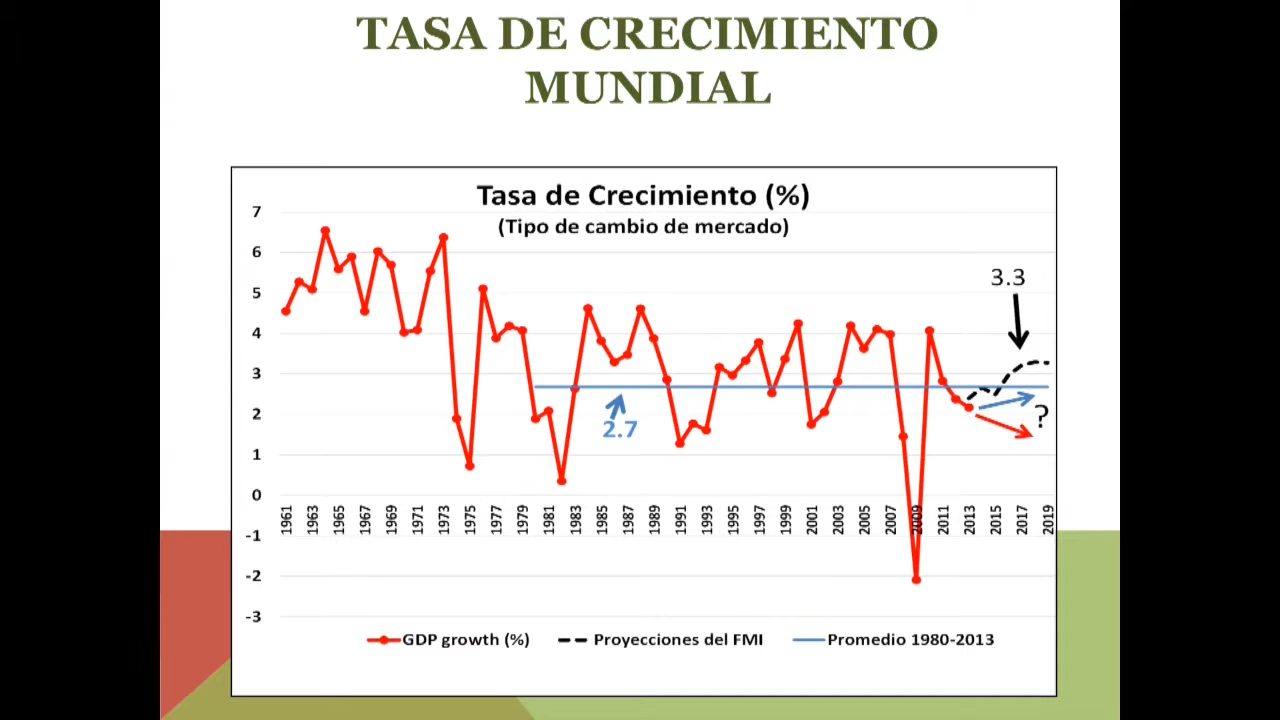 TASA DE CRECIMIENTO
MUNDIAL
Tasa de Crecimiento (%)
(Tipo de cambio de mercado)
7
6
5
4
3
2
1
0
-1
-2
-3
3.3
2.7
?
1961 1963 1965 1967 1969 1971 1973 1975 1977 1979 1981 1983 1985 1987 1989 1991 1993 1995 1997 1999 2001 2003 2005 2007 2009 2011 2013 2015 2017 2019
GDP growth (%) Proyecciones del FMI Promedio 1980-2013